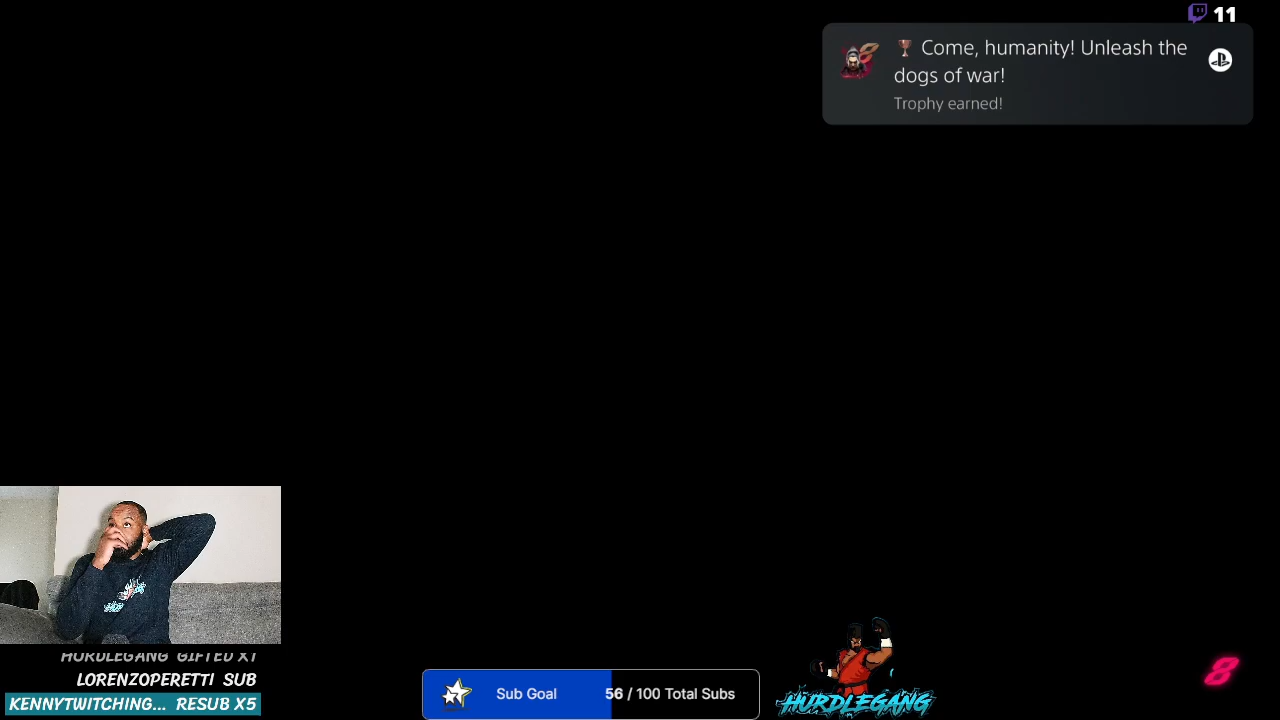 11
Come, humanity! Unleash the
dogs of war!
Trophy earned!
HURDLEGANG GIFTED X1
LORENZOPERETTI SUB
KENNYTWITCHING... RESUB X5
Sub Goal 56 / 100 Total Subs
HURDLEGANG
8